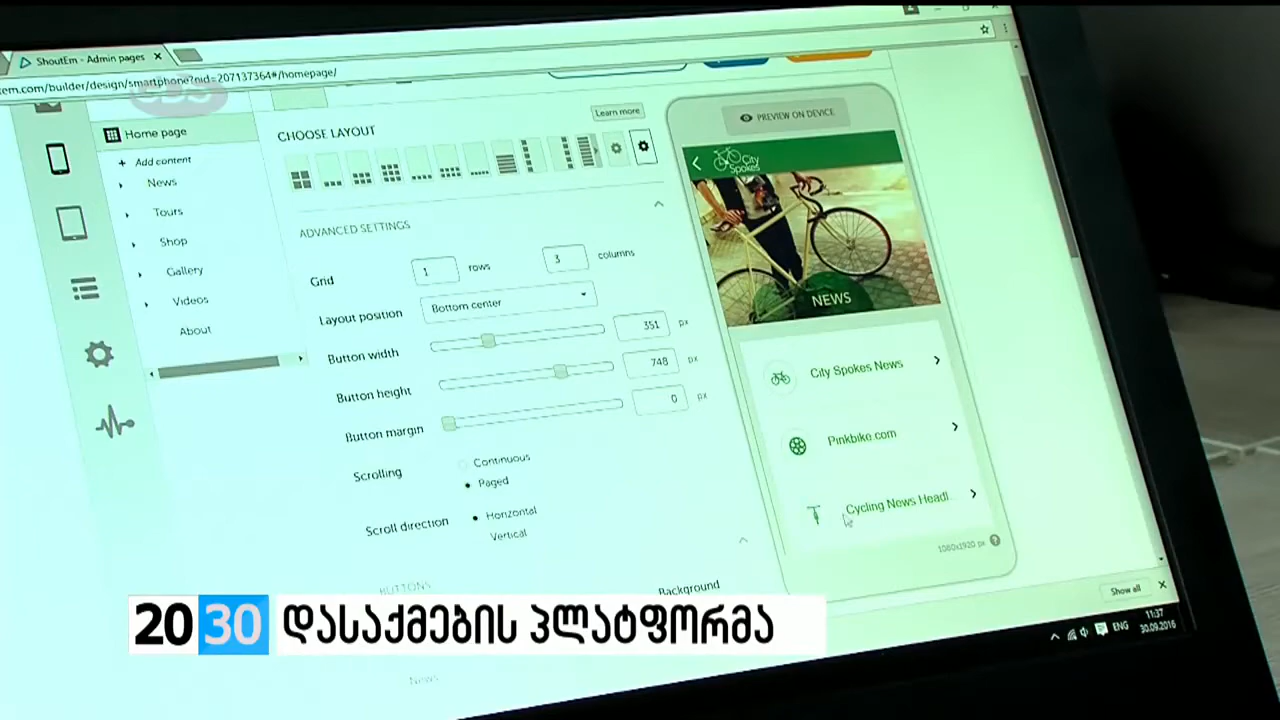 ShoutEm - Admin pages
em.com/builder/design/smartphone?nid=207137364#/homepage/
Home page
Add content
News
Tours
Shop
Gallery
Videos
About
CHOOSE LAYOUT
Learn more
ADVANCED SETTINGS
Grid 1 rows 3 columns
Layout position Bottom center
Button width 351 px
Button height 748 px
Button margin 0 px
Scrolling Continuous
Paged
Scroll direction Horizontal
Vertical
BUTTONS
Background
News
PREVIEW ON DEVICE
City
Spokes
NEWS
City Spokes News
Pinkbike.com
Cycling News Headl...
1080x1920 px
Show all
ENG
11:37
30.09.2016
20 30 დასაქმების პლატფორმა